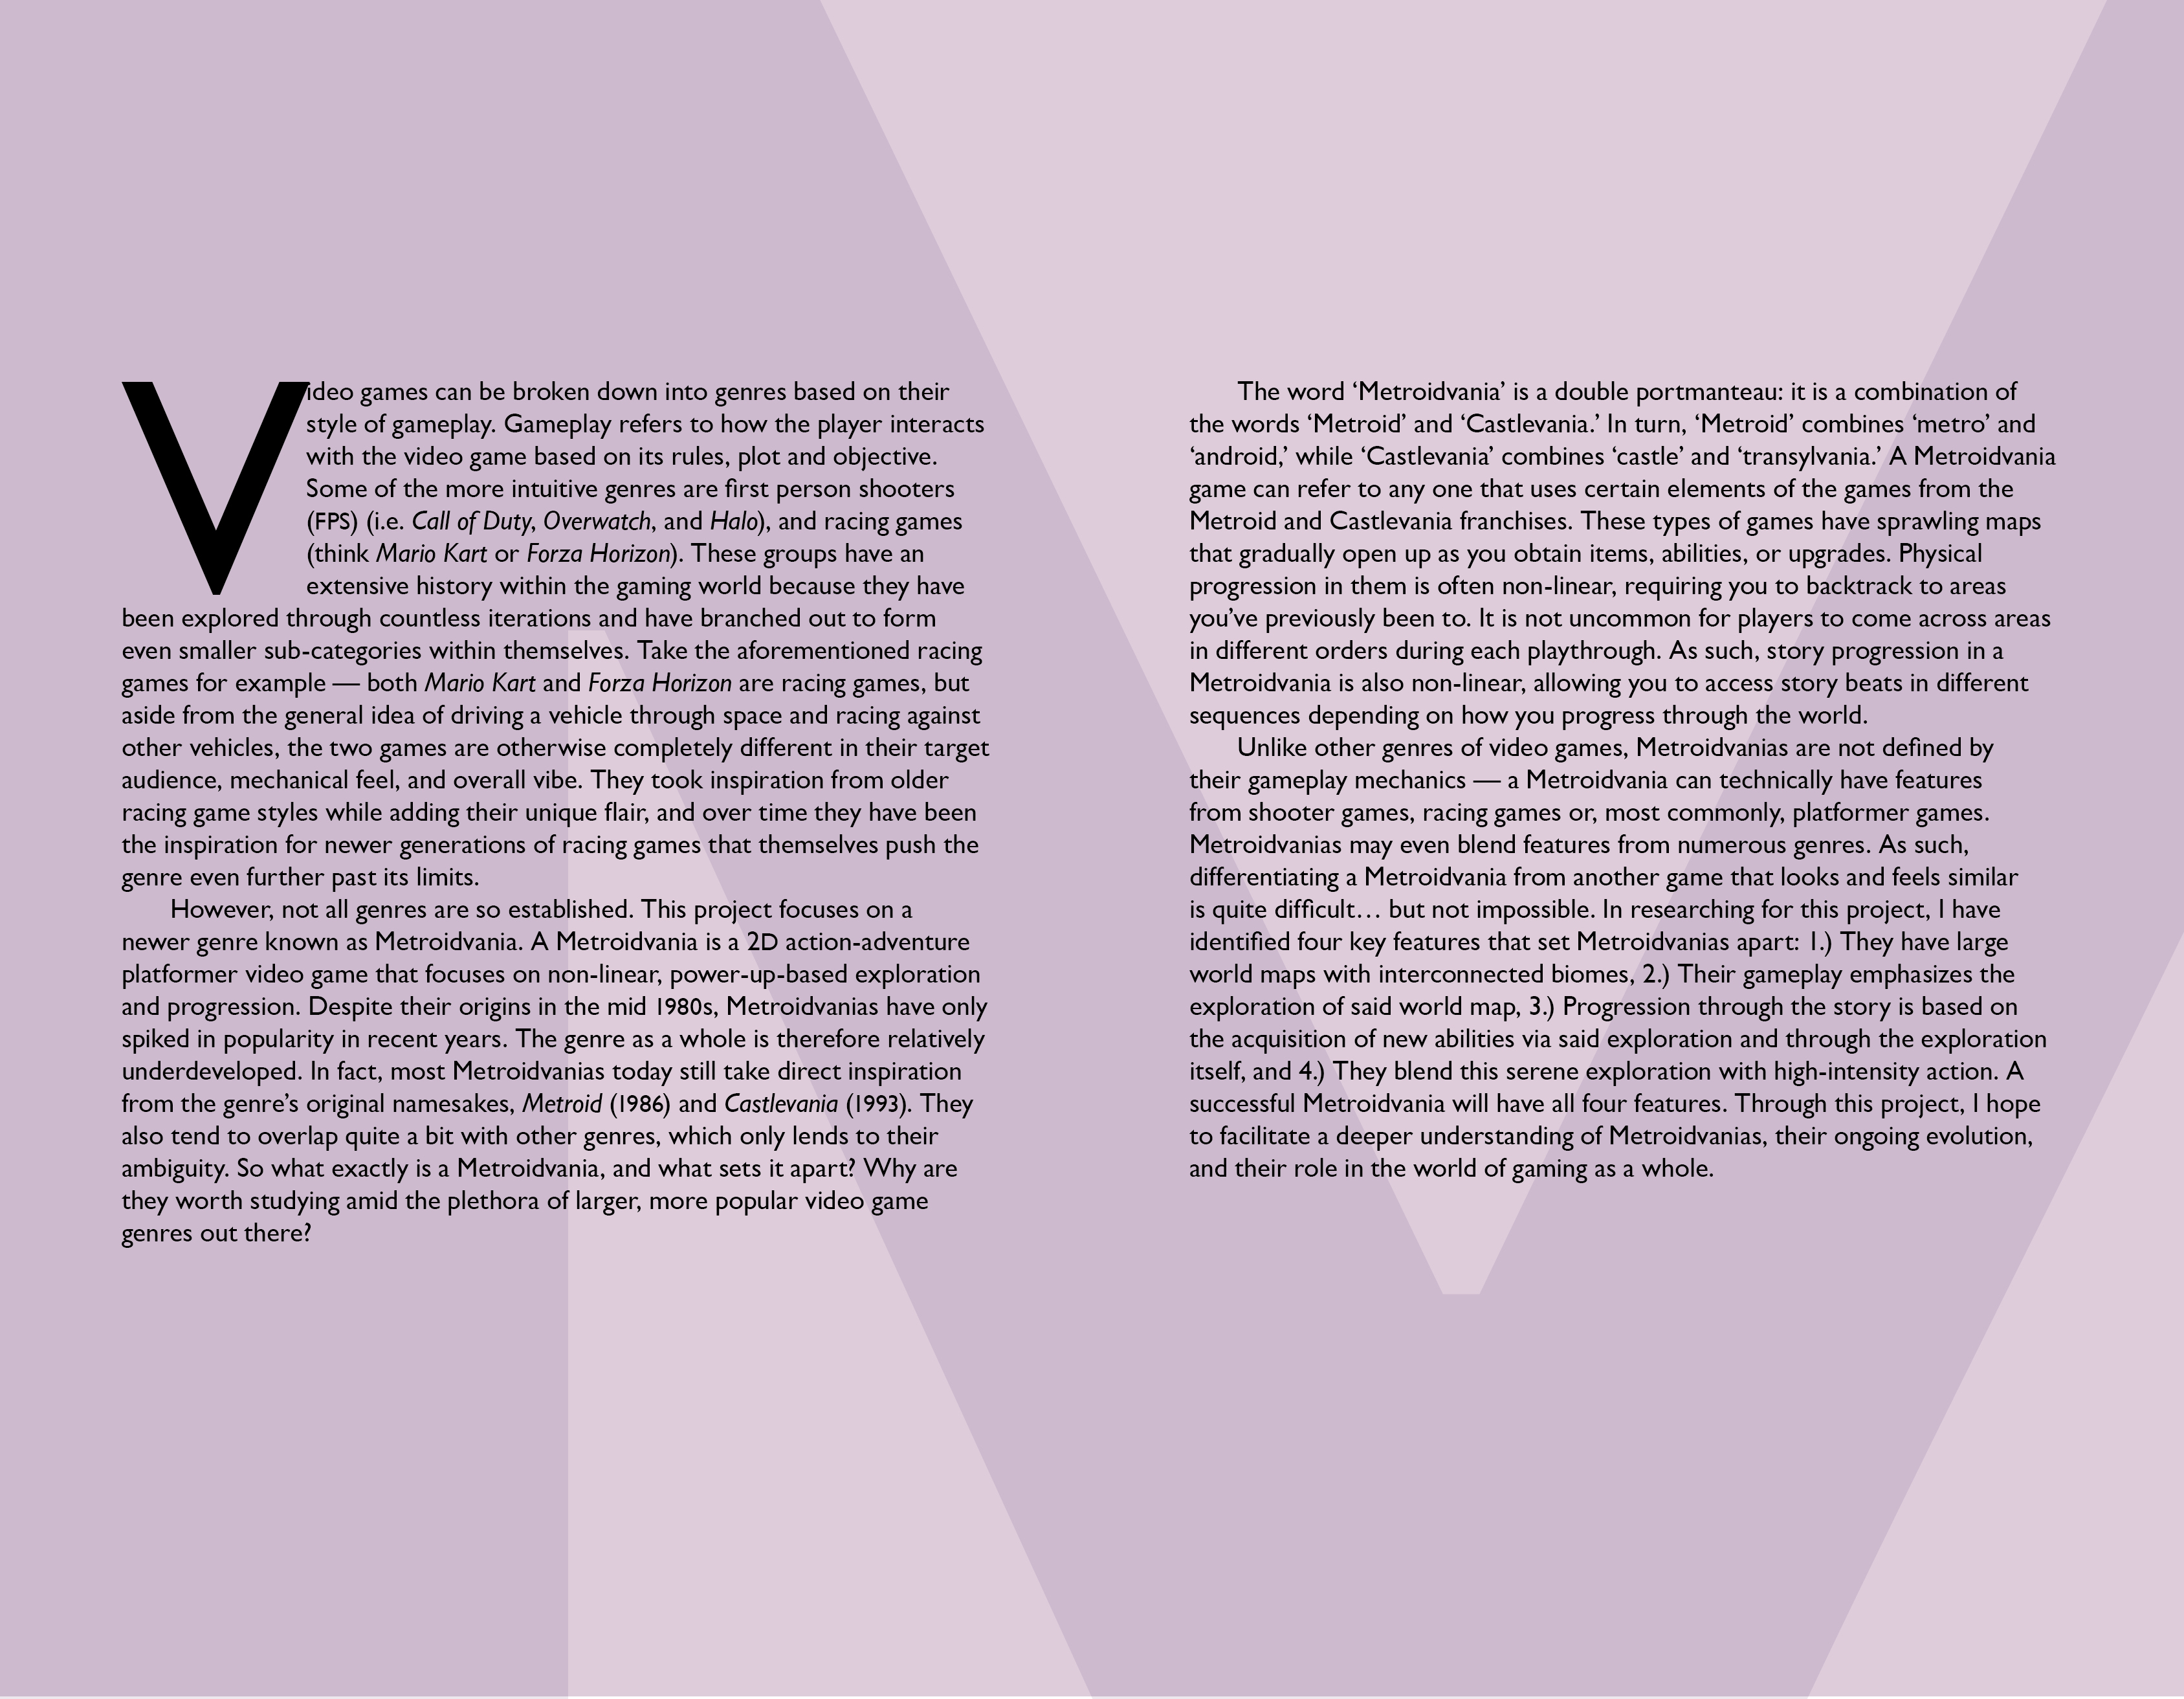 Video games can be broken down into genres based on their
style of gameplay. Gameplay refers to how the player interacts
with the video game based on its rules, plot and objective.
Some of the more intuitive genres are first person shooters
(FPS) (i.e. Call of Duty, Overwatch, and Halo), and racing games
(think Mario Kart or Forza Horizon). These groups have an
extensive history within the gaming world because they have
been explored through countless iterations and have branched out to form
even smaller sub-categories within themselves. Take the aforementioned racing
games for example — both Mario Kart and Forza Horizon are racing games, but
aside from the general idea of driving a vehicle through space and racing against
other vehicles, the two games are otherwise completely different in their target
audience, mechanical feel, and overall vibe. They took inspiration from older
racing game styles while adding their unique flair, and over time they have been
the inspiration for newer generations of racing games that themselves push the
genre even further past its limits.
However, not all genres are so established. This project focuses on a
newer genre known as Metroidvania. A Metroidvania is a 2D action-adventure
platformer video game that focuses on non-linear, power-up-based exploration
and progression. Despite their origins in the mid 1980s, Metroidvanias have only
spiked in popularity in recent years. The genre as a whole is therefore relatively
underdeveloped. In fact, most Metroidvanias today still take direct inspiration
from the genre’s original namesakes, Metroid (1986) and Castlevania (1993). They
also tend to overlap quite a bit with other genres, which only lends to their
ambiguity. So what exactly is a Metroidvania, and what sets it apart? Why are
they worth studying amid the plethora of larger, more popular video game
genres out there?
The word ‘Metroidvania’ is a double portmanteau: it is a combination of
the words ‘Metroid’ and ‘Castlevania.’ In turn, ‘Metroid’ combines ‘metro’ and
‘android,’ while ‘Castlevania’ combines ‘castle’ and ‘transylvania.’ A Metroidvania
game can refer to any one that uses certain elements of the games from the
Metroid and Castlevania franchises. These types of games have sprawling maps
that gradually open up as you obtain items, abilities, or upgrades. Physical
progression in them is often non-linear, requiring you to backtrack to areas
you’ve previously been to. It is not uncommon for players to come across areas
in different orders during each playthrough. As such, story progression in a
Metroidvania is also non-linear, allowing you to access story beats in different
sequences depending on how you progress through the world.
Unlike other genres of video games, Metroidvanias are not defined by
their gameplay mechanics — a Metroidvania can technically have features
from shooter games, racing games or, most commonly, platformer games.
Metroidvanias may even blend features from numerous genres. As such,
differentiating a Metroidvania from another game that looks and feels similar
is quite difficult… but not impossible. In researching for this project, I have
identified four key features that set Metroidvanias apart: 1.) They have large
world maps with interconnected biomes, 2.) Their gameplay emphasizes the
exploration of said world map, 3.) Progression through the story is based on
the acquisition of new abilities via said exploration and through the exploration
itself, and 4.) They blend this serene exploration with high-intensity action. A
successful Metroidvania will have all four features. Through this project, I hope
to facilitate a deeper understanding of Metroidvanias, their ongoing evolution,
and their role in the world of gaming as a whole.